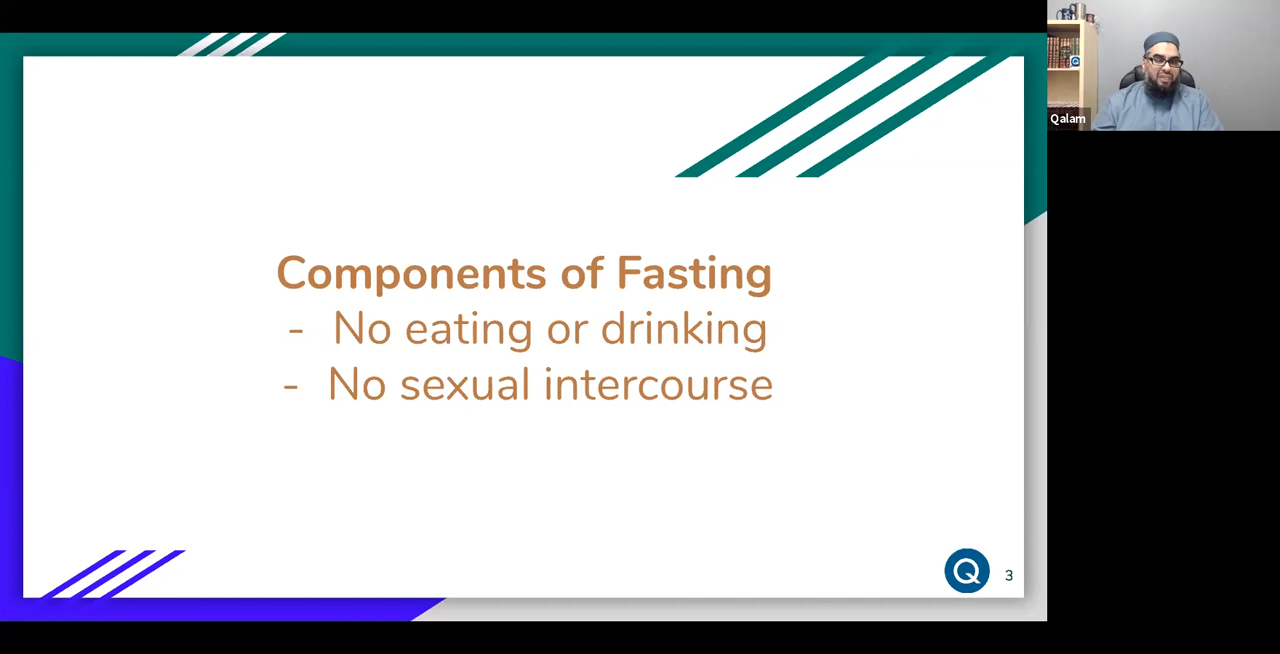 Qalam
Components of Fasting
- No eating or drinking
- No sexual intercourse
Q
3